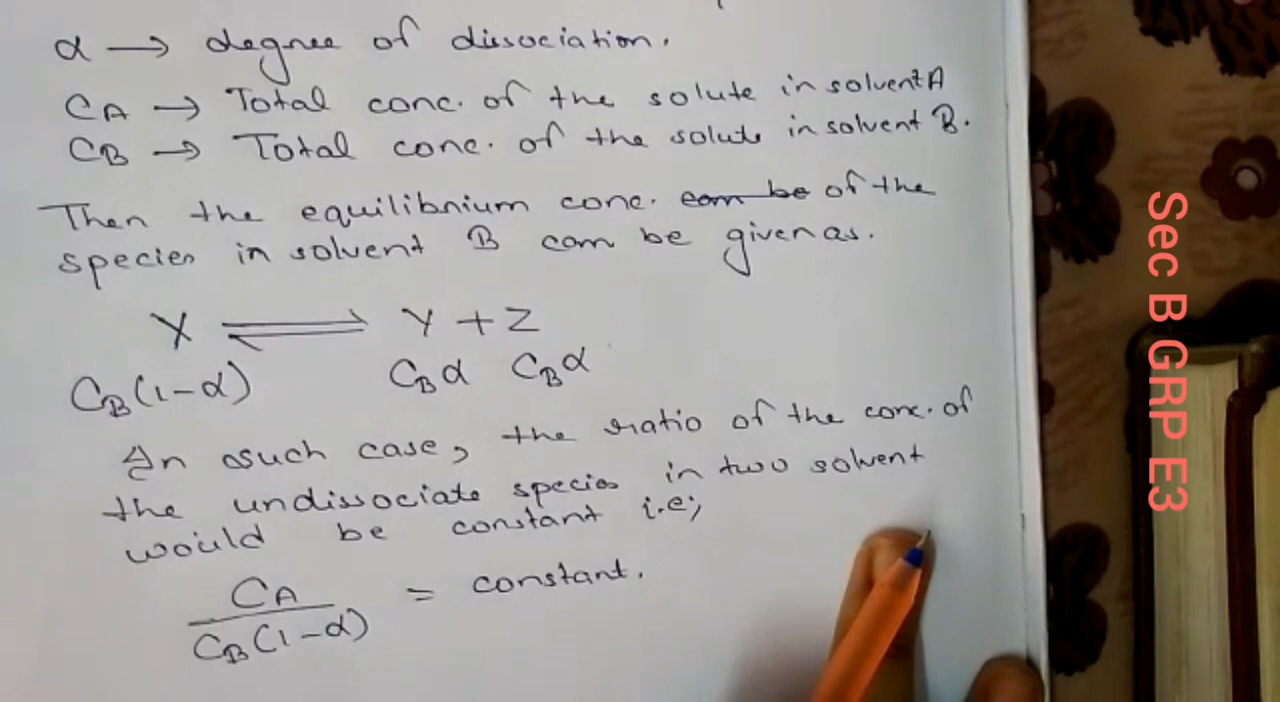 α → degree of dissociation.
CA → Total conc. of the solute in solvent A
CB → Total conc. of the solute in solvent B.
Then the equilibrium conc. can be of the
species in solvent B can be given as.
X ⇌ Y + Z
CB(1-α) CBα CBα
In such case, the ratio of the conc. of
the undissociate species in two solvent
would be constant i.e;
CA
= constant.
CB(1-α)
Sec B GRP E3